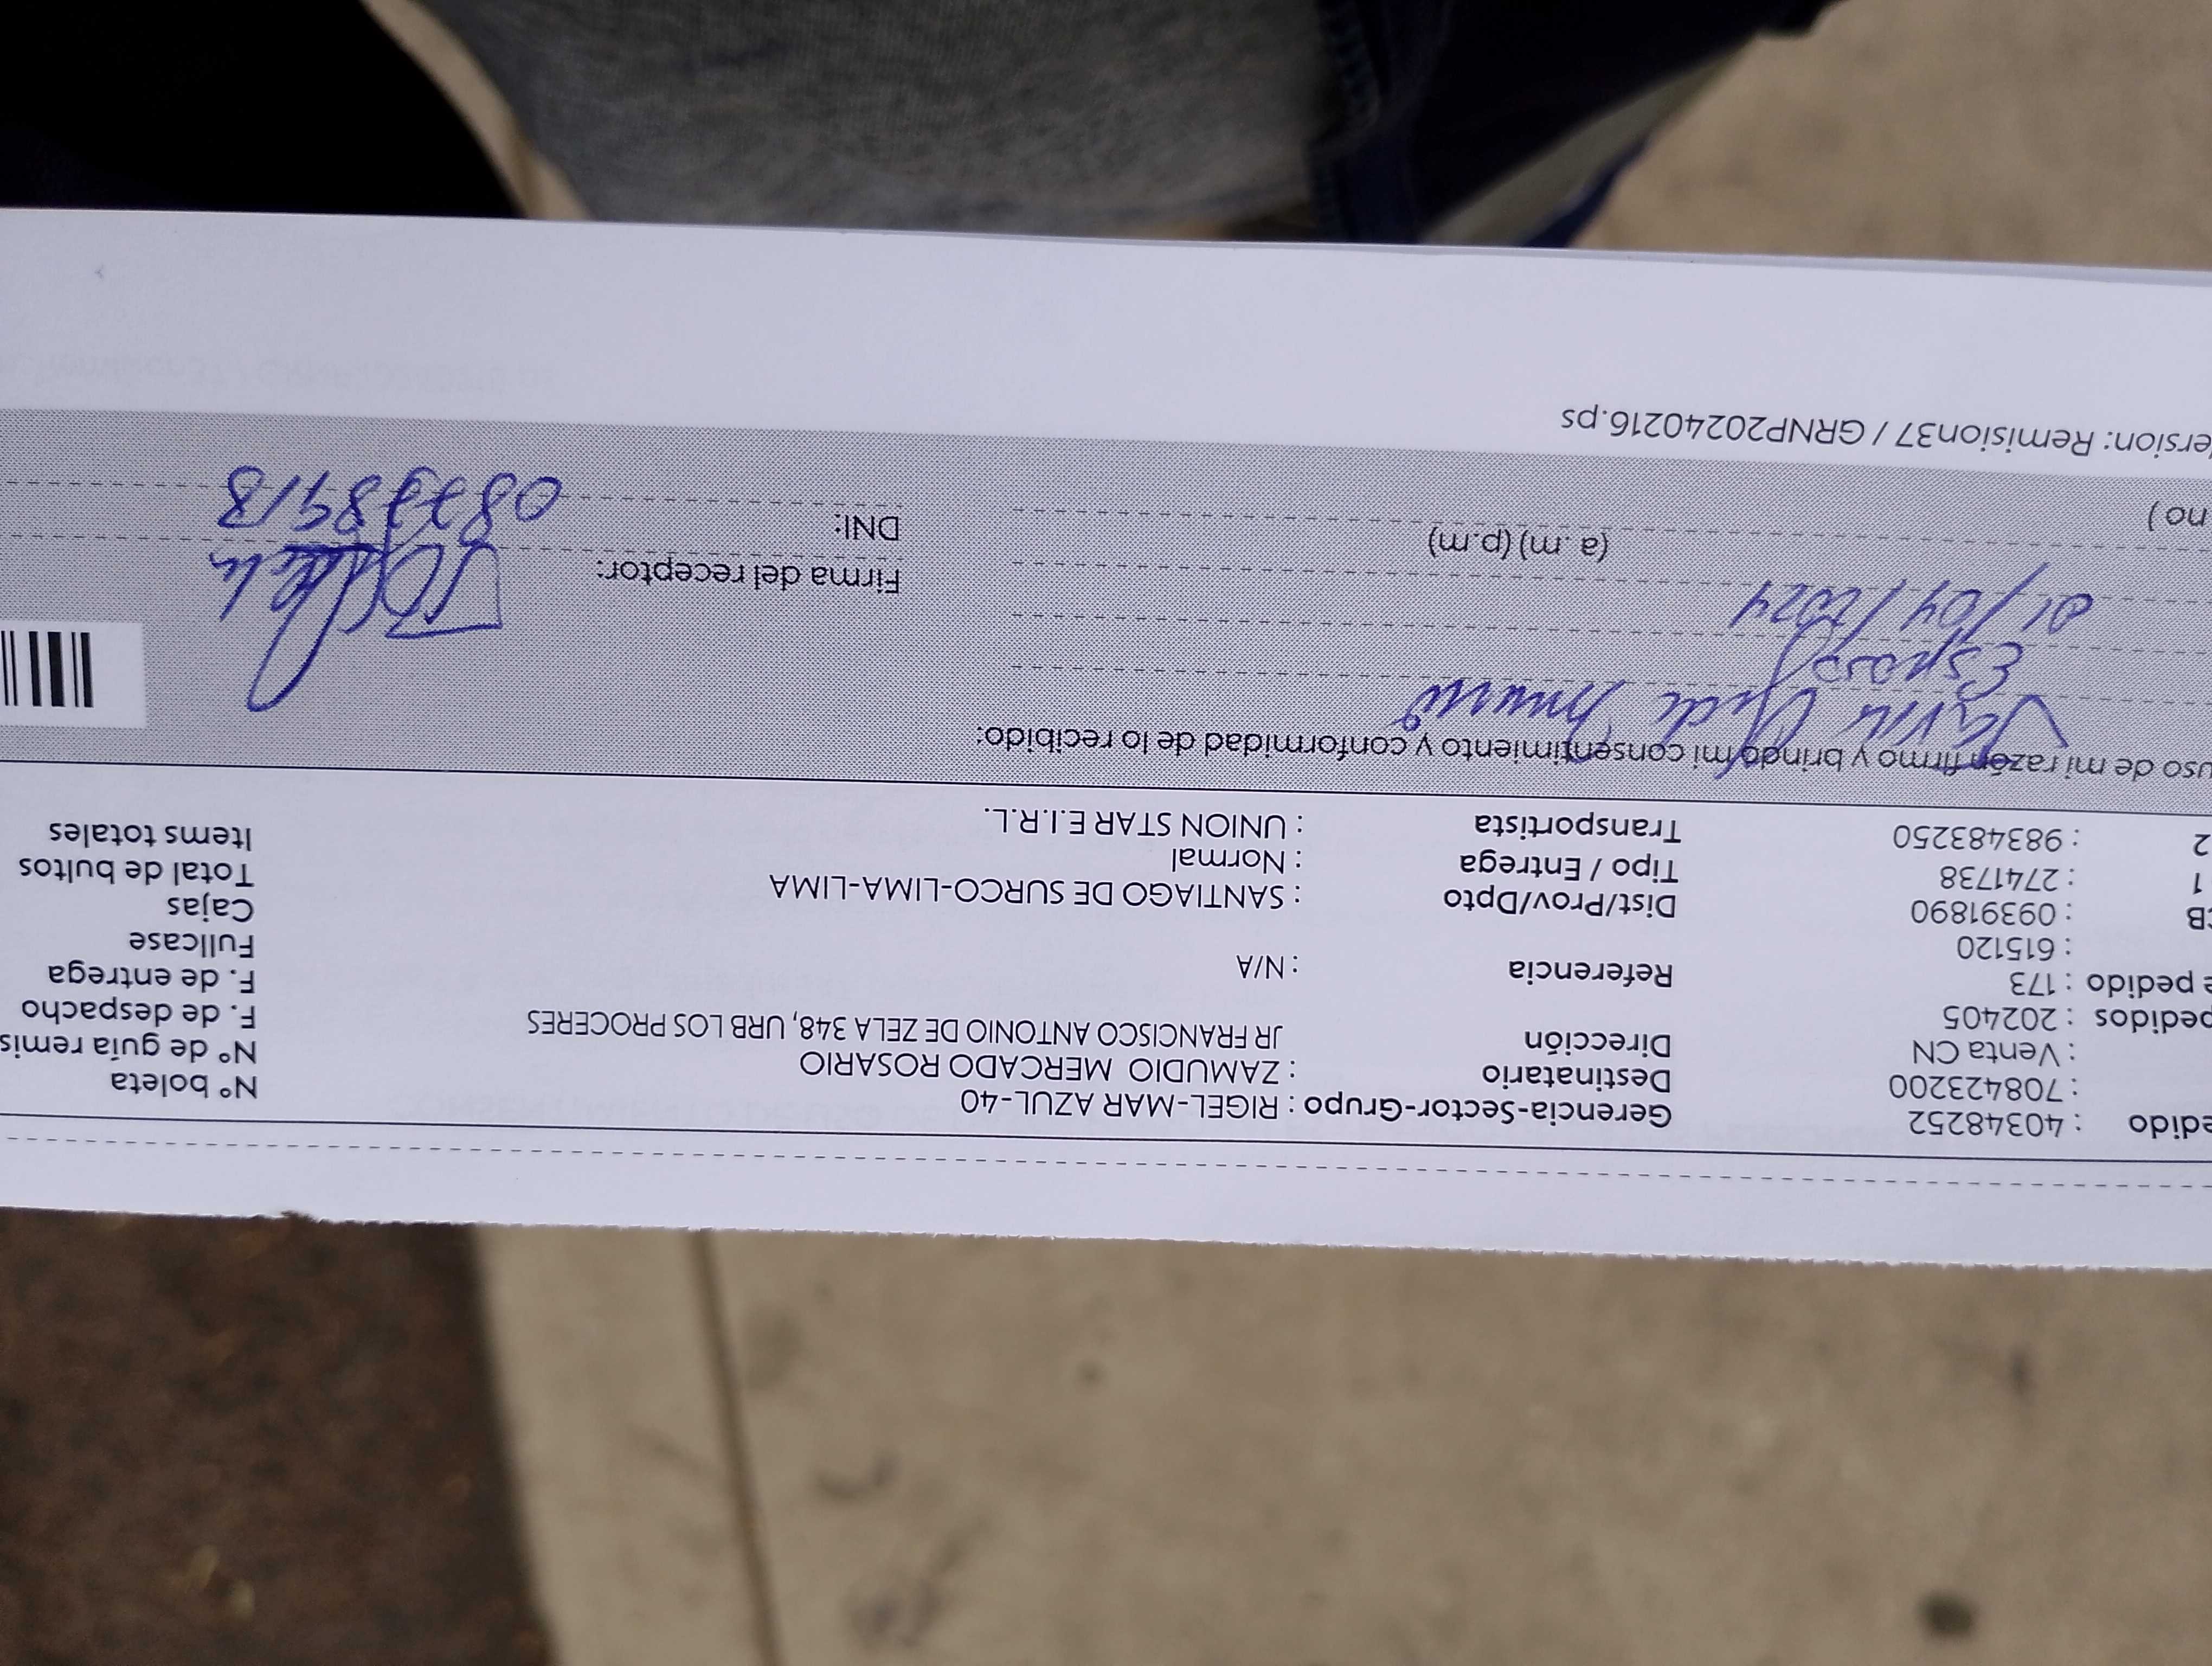 edido : 40348252 Gerencia-Sector-Grupo : RIGEL-MAR AZUL-40 Nº boleta
: 708423200 Destinatario : ZAMUDIO MERCADO ROSARIO Nº de guía remis
: Venta CN Dirección JR FRANCISCO ANTONIO DE ZELA 348, URB LOS PROCERES F. de despacho
pedidos : 202405 F. de entrega
e pedido : 173 Referencia : N/A Fullcase
: 615120 Cajas
CB : 09391890 Dist/Prov/Dpto : SANTIAGO DE SURCO-LIMA-LIMA Total de bultos
1 : 2741738 Tipo / Entrega : Normal Items totales
2 : 983483250 Transportista : UNION STAR E.I.R.L.
uso de mi razón firmo y brindo mi consentimiento y conformidad de lo recibido:
Esposo
01/04/2024 Firma del receptor:
(a .m) (p.m) DNI:
no )
ersion: Remision37 / GRNP20240216.ps